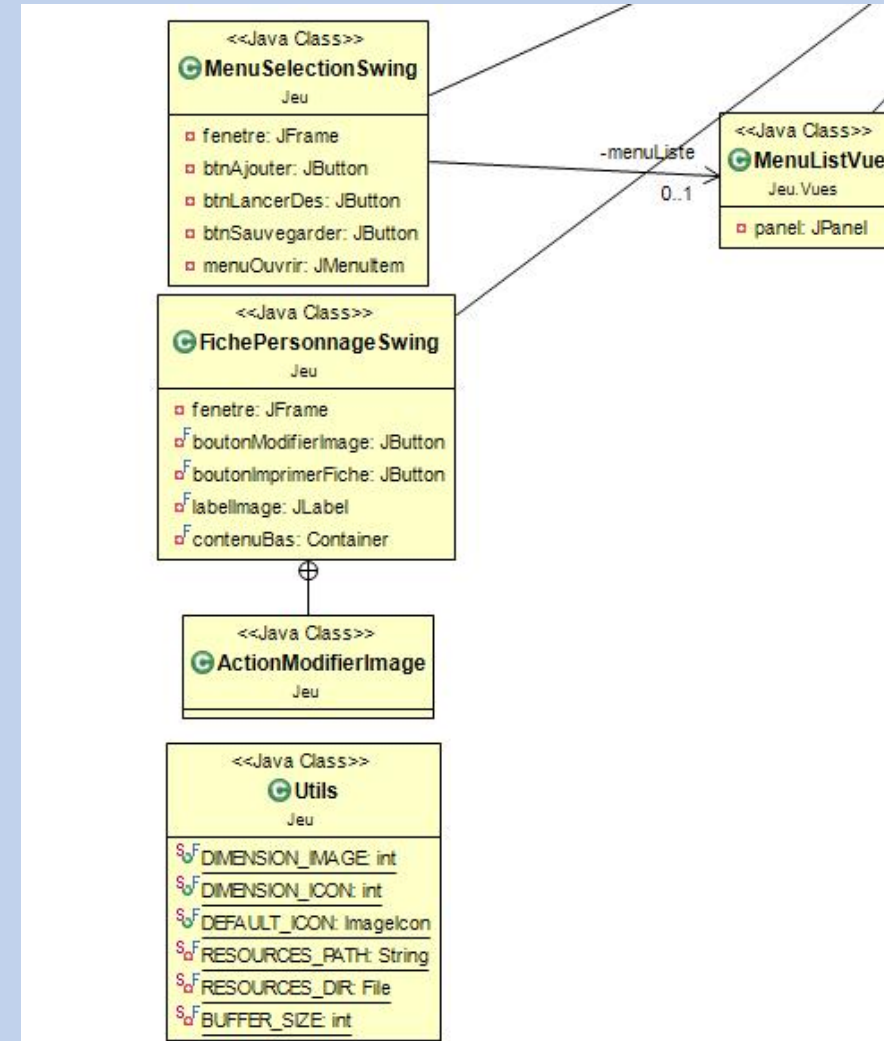 <<Java Class>>
MenuSelectionSwing
Jeu
fenetre: JFrame
btnAjouter: JButton
btnLancerDes: JButton
btnSauvegarder: JButton
menuOuvrir: JMenuItem
-menuListe
0..1
<<Java Class>>
MenuListVue
Jeu.Vues
panel: JPanel
<<Java Class>>
FichePersonnageSwing
Jeu
fenetre: JFrame
F boutonModifierImage: JButton
F boutonImprimerFiche: JButton
F labelImage: JLabel
F contenuBas: Container
<<Java Class>>
ActionModifierImage
Jeu
<<Java Class>>
Utils
Jeu
S F DIMENSION_IMAGE: int
S F DIMENSION_ICON: int
S F DEFAULT_ICON: ImageIcon
S F RESOURCES_PATH: String
S F RESOURCES_DIR: File
S F BUFFER_SIZE: int